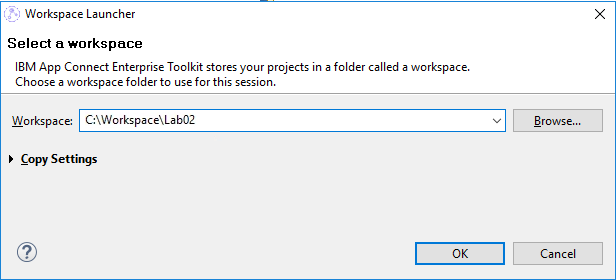 Workspace Launcher
Select a workspace
IBM App Connect Enterprise Toolkit stores your projects in a folder called a workspace.
Choose a workspace folder to use for this session.
Workspace: C:\Workspace\Lab02 Browse...
Copy Settings
? OK Cancel